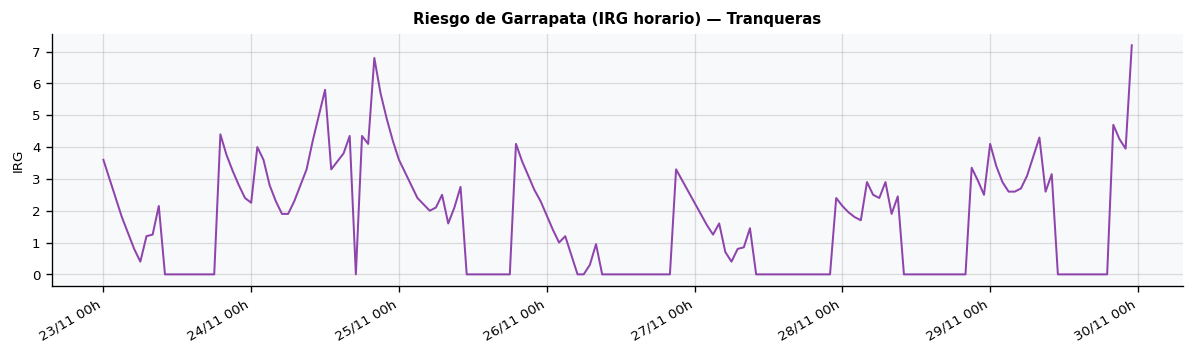 Riesgo de Garrapata (IRG horario) — Tranqueras
IRG
7
6
5
4
3
2
1
0
23/11 00h
24/11 00h
25/11 00h
26/11 00h
27/11 00h
28/11 00h
29/11 00h
30/11 00h